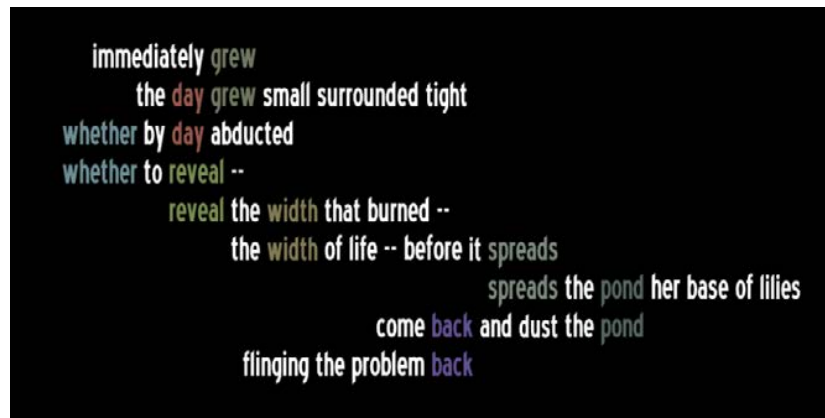 immediately grew
the day grew small surrounded tight
whether by day abducted
whether to reveal --
reveal the width that burned --
the width of life -- before it spreads
spreads the pond her base of lilies
come back and dust the pond
flinging the problem back